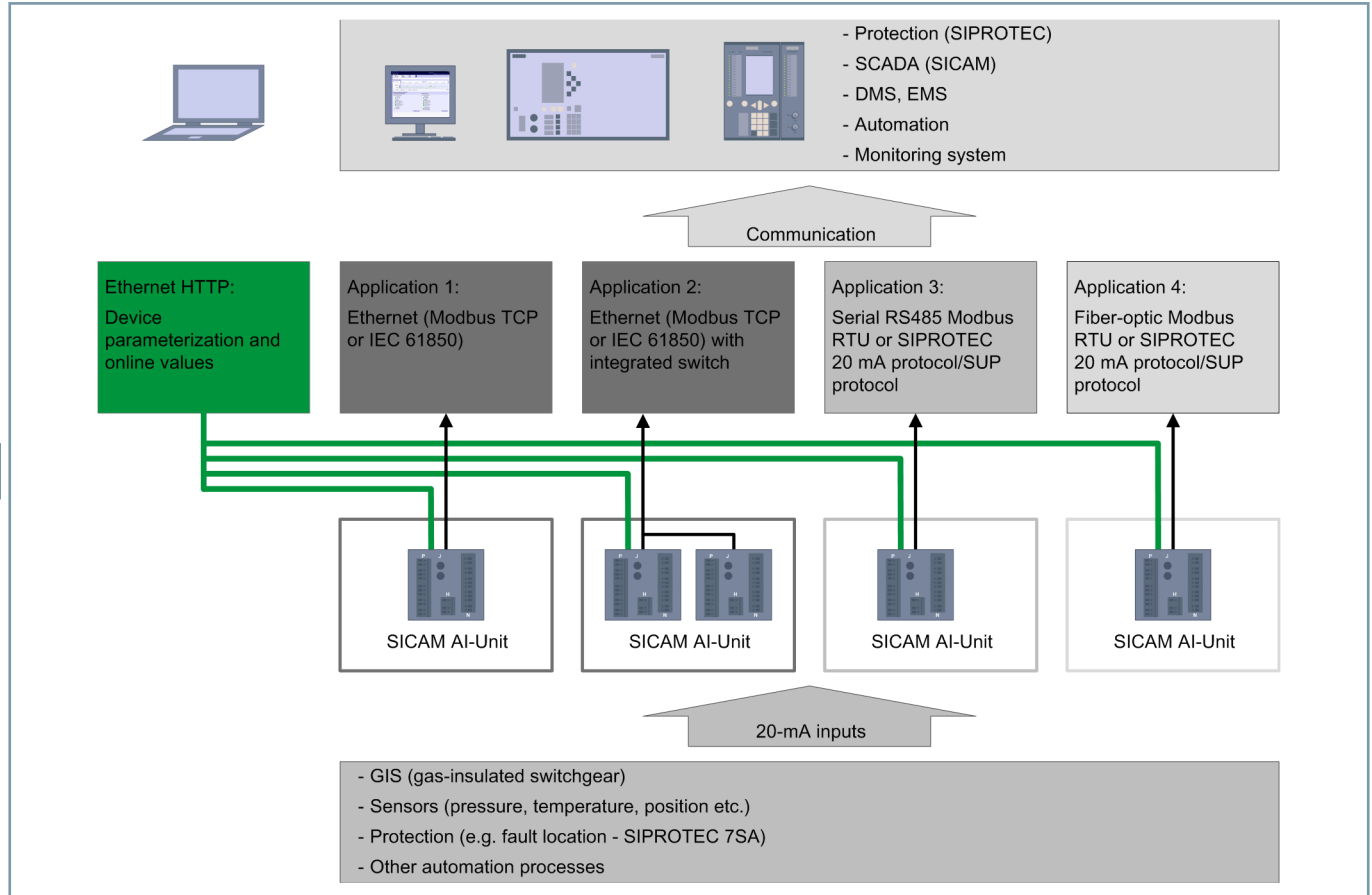 - Protection (SIPROTEC)
- SCADA (SICAM)
- DMS, EMS
- Automation
- Monitoring system
Communication
Ethernet HTTP:
Device
parameterization and
online values
Application 1:
Ethernet (Modbus TCP
or IEC 61850)
Application 2:
Ethernet (Modbus TCP
or IEC 61850) with
integrated switch
Application 3:
Serial RS485 Modbus
RTU or SIPROTEC
20 mA protocol/SUP
protocol
Application 4:
Fiber-optic Modbus
RTU or SIPROTEC
20 mA protocol/SUP
protocol
P J
H
N
P J
H
N
P J
H
N
P J
H
N
P J
H
N
SICAM AI-Unit
SICAM AI-Unit
SICAM AI-Unit
SICAM AI-Unit
20-mA inputs
- GIS (gas-insulated switchgear)
- Sensors (pressure, temperature, position etc.)
- Protection (e.g. fault location - SIPROTEC 7SA)
- Other automation processes